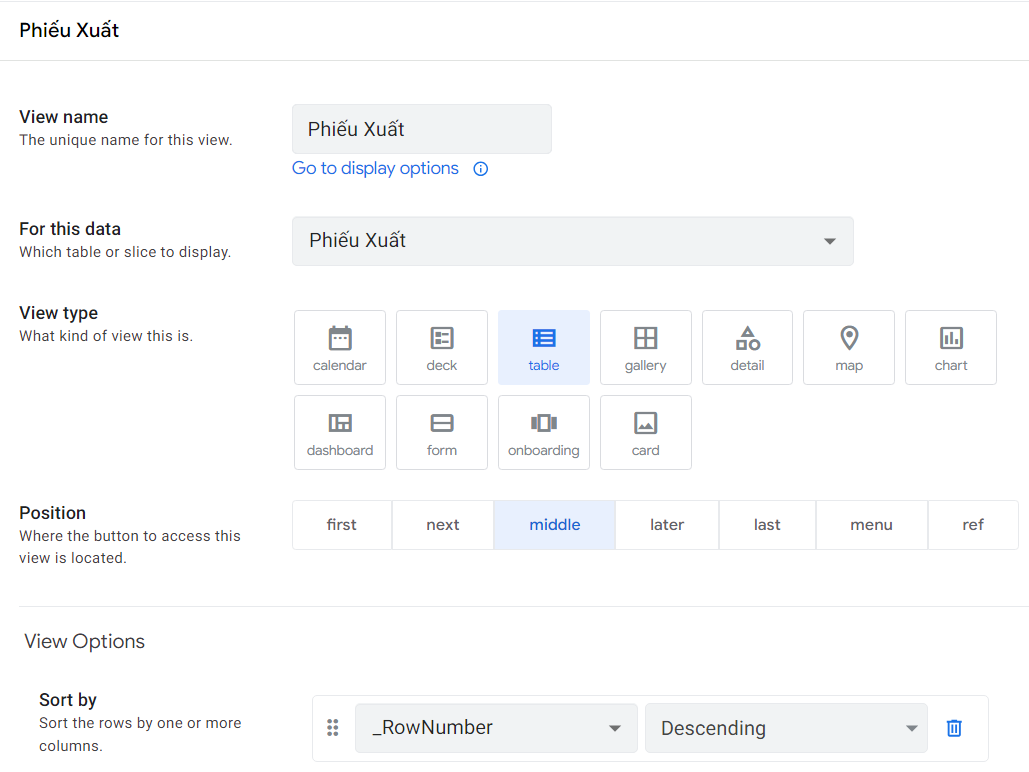 Phiếu Xuất
View name
The unique name for this view.
Phiếu Xuất
Go to display options
For this data
Which table or slice to display.
Phiếu Xuất
View type
What kind of view this is.
calendar
deck
table
gallery
detail
map
chart
dashboard
form
onboarding
card
Position
Where the button to access this
view is located.
first
next
middle
later
last
menu
ref
View Options
Sort by
Sort the rows by one or more
columns.
_RowNumber
Descending